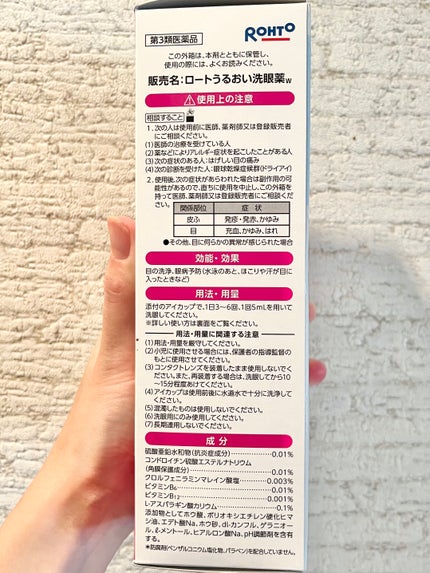 第3類医薬品
ROHTO
この外箱は、本剤とともに保管し、
使用の際には、よくお読みください。
販売名:ロートうるおい洗眼薬w
⚠使用上の注意
相談すること
1.次の人は使用前に医師、薬剤師又は登録販売者
にご相談ください。
(1)医師の治療を受けている人
(2)薬などによりアレルギー症状を起こしたことがある人
(3)次の症状のある人:はげしい目の痛み
(4)次の診断を受けた人:眼球乾燥症候群(ドライアイ)
2.使用後、次の症状があらわれた場合は副作用の可
能性があるので、直ちに使用を中止し、この外箱を
持って医師、薬剤師又は登録販売者にご相談くださ
い。
関係部位 症状
皮ふ 発疹・発赤、かゆみ
目 充血、かゆみ、はれ
●その他、目に何らかの異常が感じられた場合
効能・効果
目の洗浄、眼病予防(水泳のあと、ほこりや汗が目に
入ったときなど)
用法・用量
添付のアイカップで、1日3〜6回、1回5mLを用いて
洗眼してください。
※詳しい使い方は裏面をご覧ください。
用法・用量に関連する注意
(1)用法・用量を厳守してください。
(2)小児に使用させる場合には、保護者の指導監督の
もとに使用させてください。
(3)コンタクトレンズを装着したまま使用しないでく
ださい。また、再装着する場合は、洗眼してから10
〜15分程度あけてください。
(4)アイカップは使用前後に水道水で十分に洗浄して
ください。
(5)混濁したものは使用しないでください。
(6)洗眼用にのみ使用してください。
(7)長期連用しないでください。
成分
硫酸亜鉛水和物(抗炎症成分)……0.01%
コンドロイチン硫酸エステルナトリウム
(角膜保護成分)……0.01%
クロルフェニラミンマレイン酸塩……0.003%
ビタミンB6……0.01%
ビタミンB12……0.001%
L-アスパラギン酸カリウム……0.1%
添加物としてホウ酸、ポリオキシエチレン硬化ヒマ
シ油、エデト酸Na、ホウ砂、dl-カンフル、ゲラニオー
ル、ℓ-メントール、ヒアルロン酸Na、pH調節剤を含有
する。
※防腐剤(ベンザルコニウム塩化物、パラベン)を配合していません。